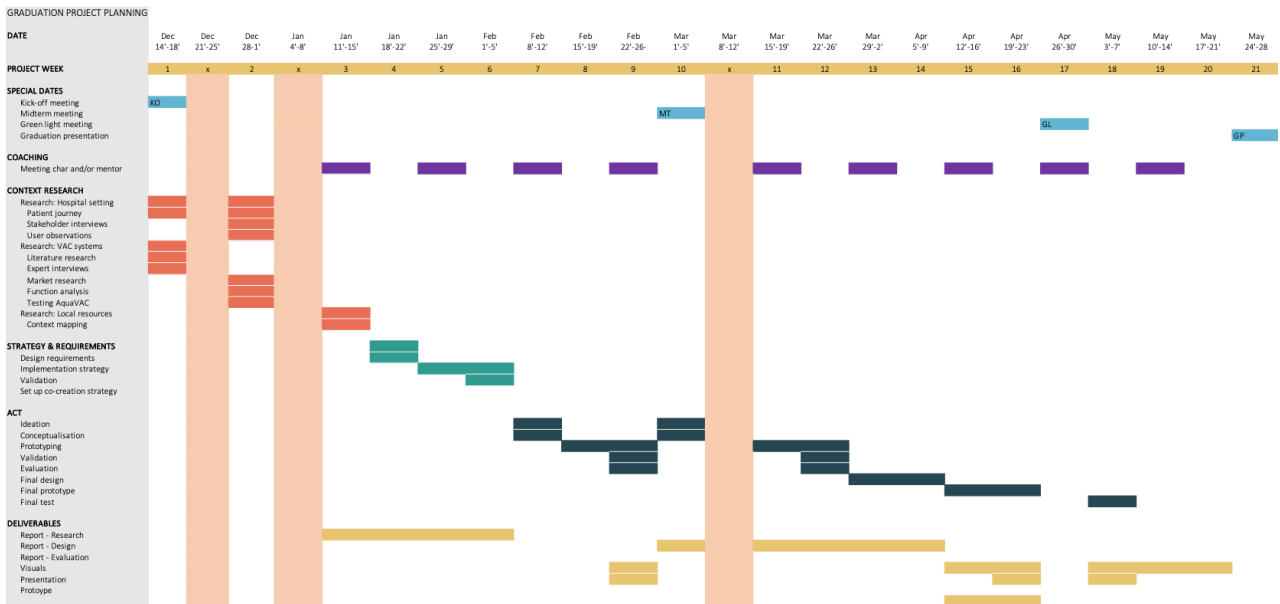 GRADUATION PROJECT PLANNING
DATE Dec Dec Dec Jan Jan Jan Jan Feb Feb Feb Feb Mar Mar Mar Mar Mar Apr Apr Apr Apr May May May May
14'-18' 21'-25' 28-1' 4'-8' 11'-15' 18'-22' 25'-29' 1'-5' 8'-12' 15'-19' 22'-26- 1'-5' 8'-12' 15'-19' 22'-26' 29'-2' 5'-9' 12'-16' 19'-23' 26'-30' 3'-7' 10'-14' 17'-21' 24'-28
PROJECT WEEK 1 x 2 x 3 4 5 6 7 8 9 10 x 11 12 13 14 15 16 17 18 19 20 21
SPECIAL DATES
Kick-off meeting KO
Midterm meeting MT
Green light meeting GL
Graduation presentation GP
COACHING
Meeting char and/or mentor
CONTEXT RESEARCH
Research: Hospital setting
Patient journey
Stakeholder interviews
User observations
Research: VAC systems
Literature research
Expert interviews
Market research
Function analysis
Testing AquaVAC
Research: Local resources
Context mapping
STRATEGY & REQUIREMENTS
Design requirements
Implementation strategy
Validation
Set up co-creation strategy
ACT
Ideation
Conceptualisation
Prototyping
Validation
Evaluation
Final design
Final prototype
Final test
DELIVERABLES
Report - Research
Report - Design
Report - Evaluation
Visuals
Presentation
Protoype